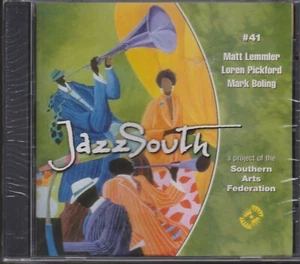 #41
Matt Lemmler
Loren Pickford
Mark Boling
JazzSouth
a project of the
Southern
Arts
Federation